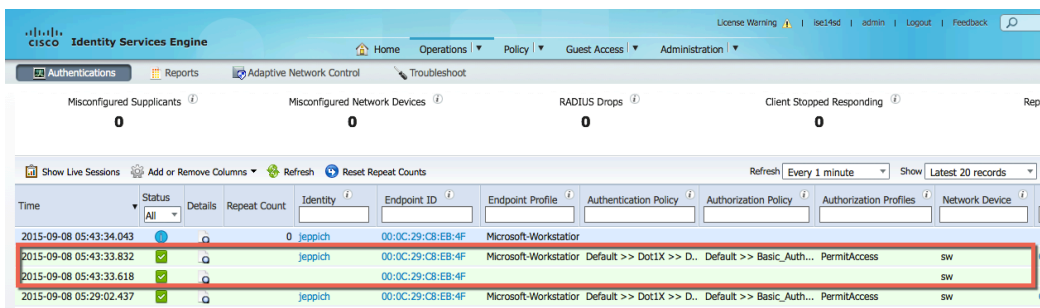 License Warning | ise14sd | admin | Logout | Feedback
CISCO Identity Services Engine
Home Operations Policy Guest Access Administration
Authentications Reports Adaptive Network Control Troubleshoot
Misconfigured Supplicants Misconfigured Network Devices RADIUS Drops Client Stopped Responding Rep
0 0 0 0
Show Live Sessions Add or Remove Columns Refresh Reset Repeat Counts Refresh Every 1 minute Show Latest 20 records
Time Status Details Repeat Count Identity Endpoint ID Endpoint Profile Authentication Policy Authorization Policy Authorization Profiles Network Device
All
2015-09-08 05:43:34.043 0 jeppich 00:0C:29:C8:EB:4F Microsoft-Workstation
2015-09-08 05:43:33.832 jeppich 00:0C:29:C8:EB:4F Microsoft-Workstation Default >> Dot1X >> D.. Default >> Basic_Auth... PermitAccess sw
2015-09-08 05:43:33.618 00:0C:29:C8:EB:4F sw
2015-09-08 05:29:02.437 jeppich 00:0C:29:C8:EB:4F Microsoft-Workstation Default >> Dot1X >> D.. Default >> Basic_Auth... PermitAccess sw